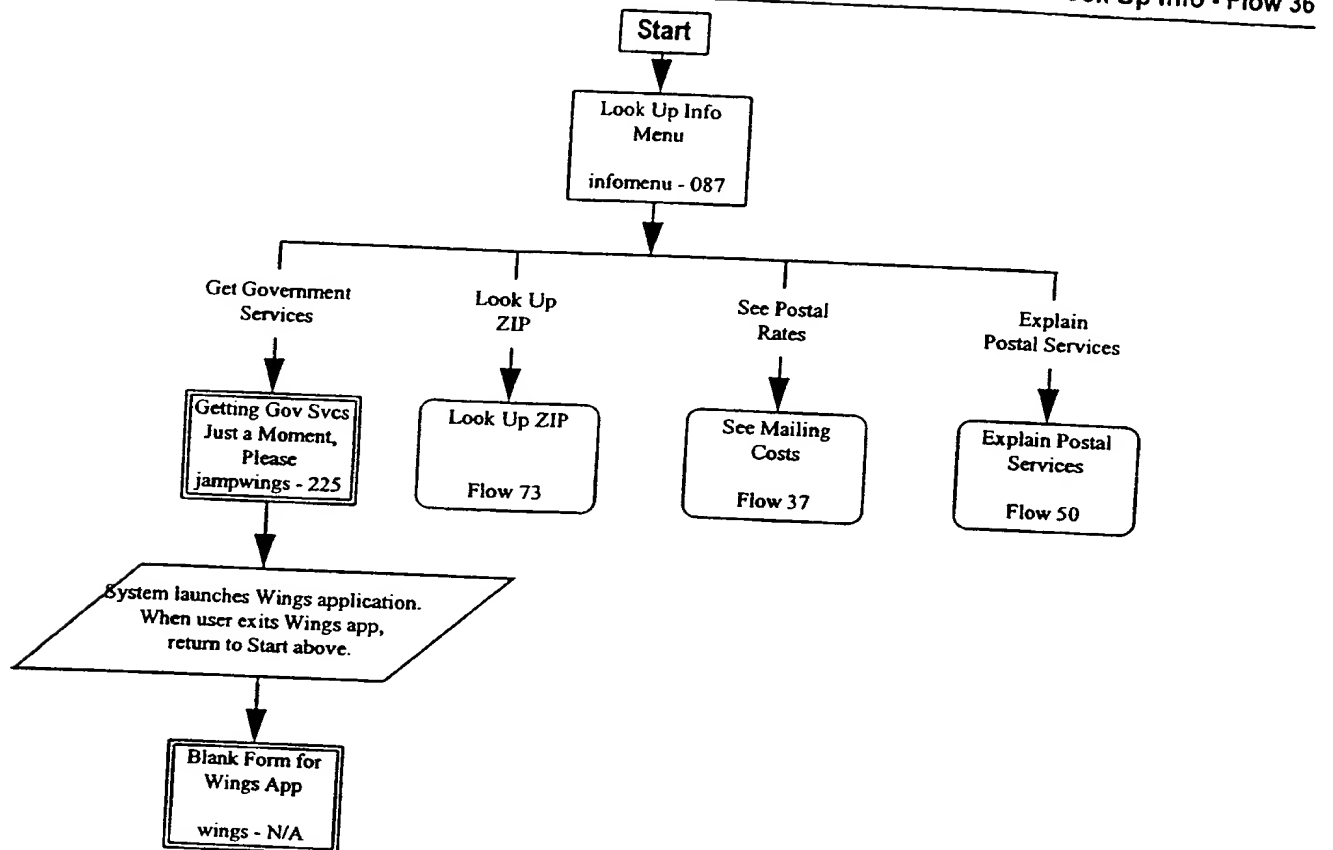 Up Info - Flow 36
Start
Look Up Info
Menu
infomenu - 087
Get Government
Services
Look Up
ZIP
See Postal
Rates
Explain
Postal Services
Getting Gov Svcs
Just a Moment,
Please
jampwings - 225
Look Up ZIP
Flow 73
See Mailing
Costs
Flow 37
Explain Postal
Services
Flow 50
System launches Wings application.
When user exits Wings app,
return to Start above.
Blank Form for
Wings App
wings - N/A